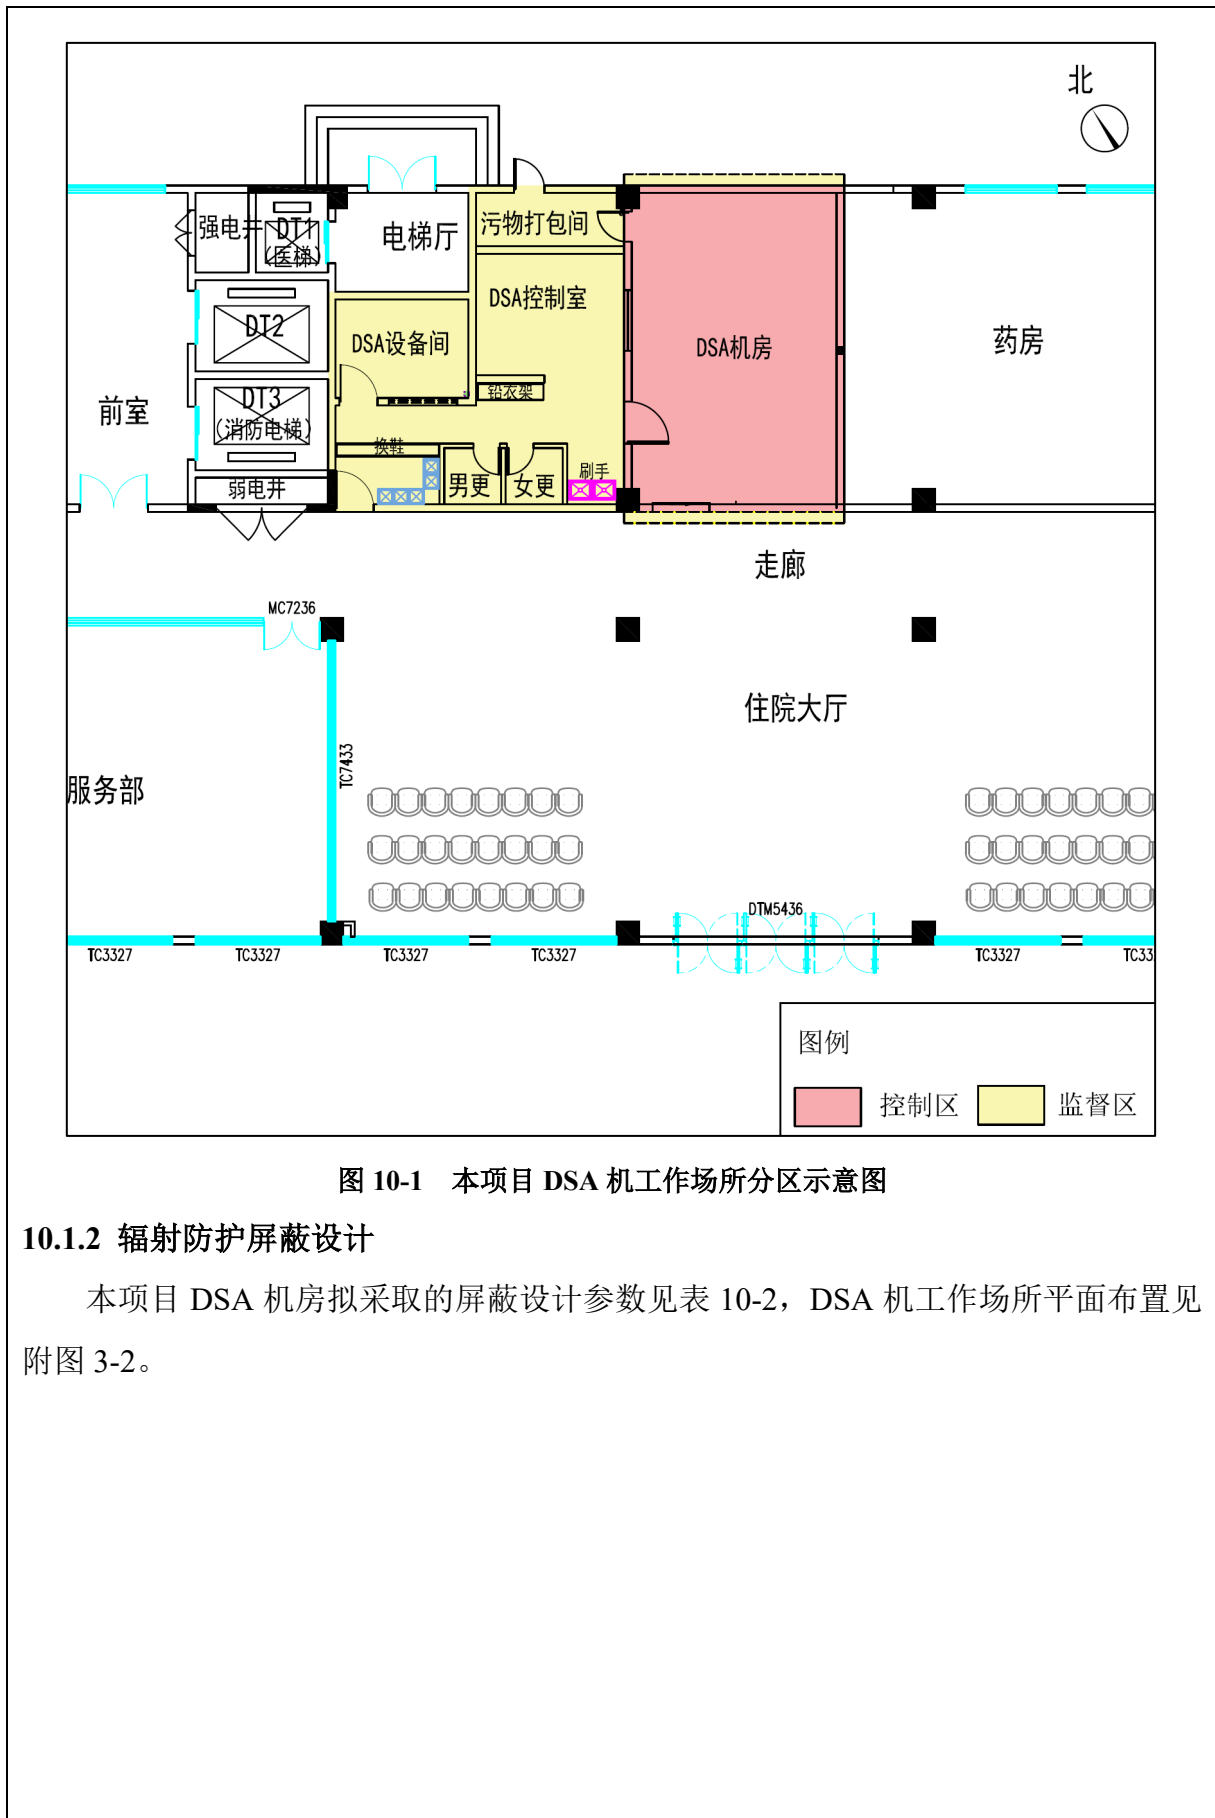 北
强电井
DT1
(医梯)
电梯厅
污物打包间
DSA控制室
DT2
DSA设备间
DSA机房
药房
前室
DT3
(消防电梯)
铅衣架
换鞋
弱电井
男更
女更
刷手
走廊
MC7236
住院大厅
TC7433
服务部
DTM5436
TC3327
TC3327
TC3327
TC3327
TC3327
TC33
图例
控制区
监督区
图 10-1 本项目 DSA 机工作场所分区示意图
10.1.2 辐射防护屏蔽设计
本项目 DSA 机房拟采取的屏蔽设计参数见表 10-2，DSA 机工作场所平面布置见
附图 3-2。